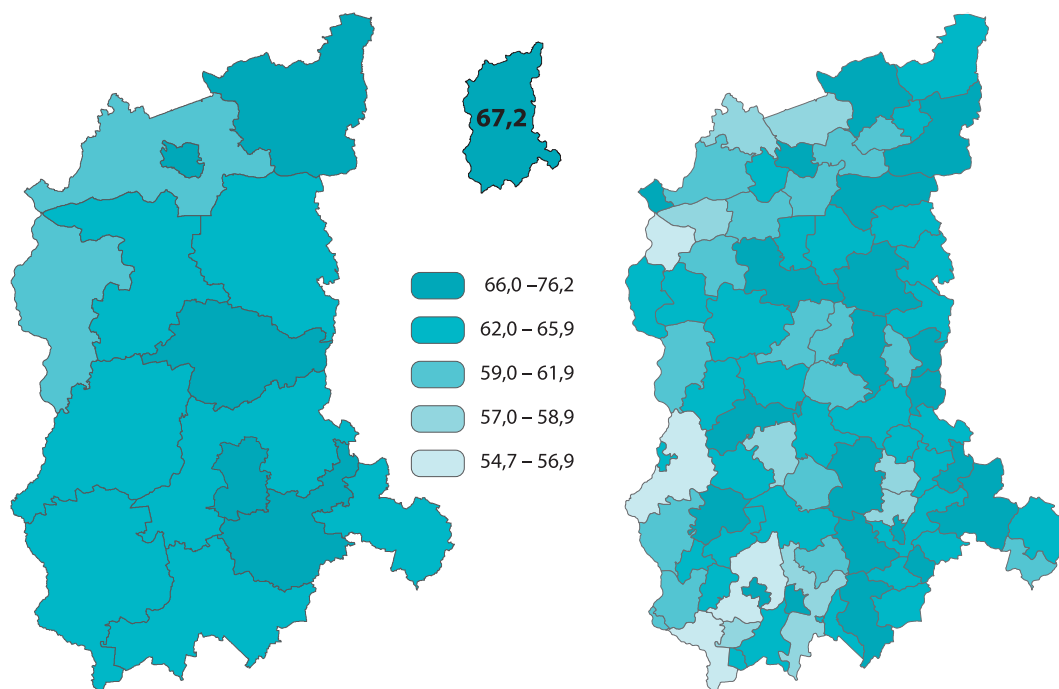 67,2
66,0 –76,2
62,0 – 65,9
59,0 – 61,9
57,0 – 58,9
54,7 – 56,9